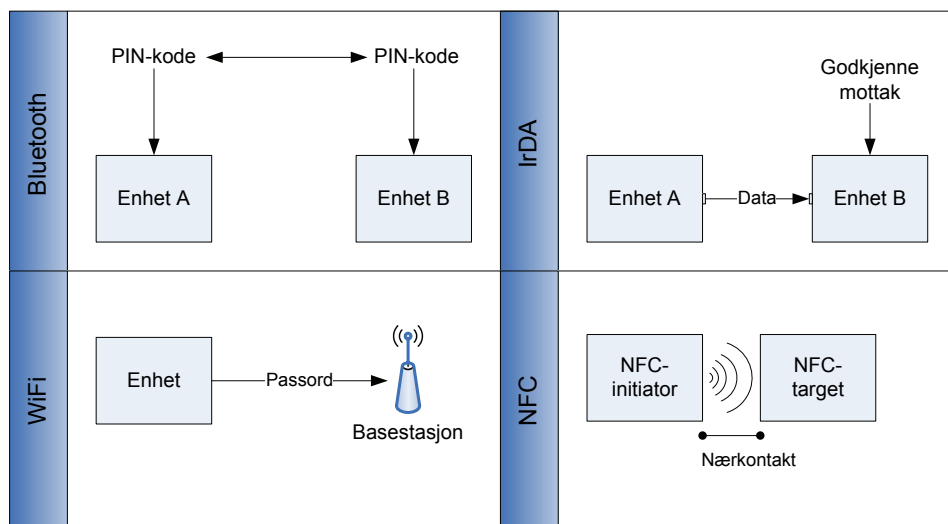 Bluetooth
PIN-kode
PIN-kode
Enhet A
Enhet B
IrDA
Godkjenne
mottak
Enhet A
Data
Enhet B
WiFi
Enhet
Passord
Basestasjon
NFC
NFC-
initiator
NFC-
target
Nærkontakt